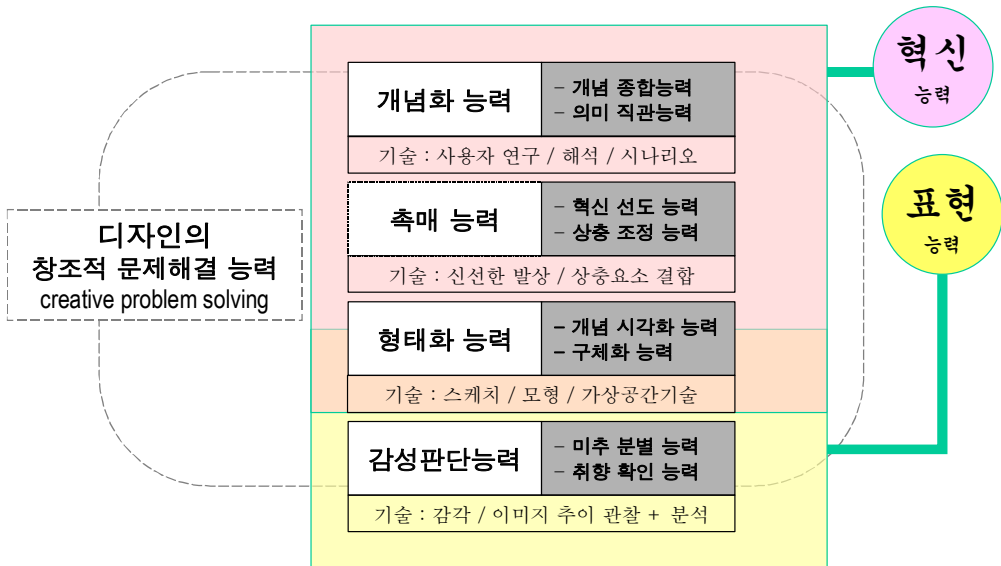 혁신
능력
개념화 능력
– 개념 종합능력
– 의미 직관능력
기술 : 사용자 연구 / 해석 / 시나리오
표현
능력
촉매 능력
– 혁신 선도 능력
– 상충 조정 능력
기술 : 신선한 발상 / 상충요소 결합
디자인의
창조적 문제해결 능력
creative problem solving
형태화 능력
– 개념 시각화 능력
– 구체화 능력
기술 : 스케치 / 모형 / 가상공간기술
감성판단능력
– 미추 분별 능력
– 취향 확인 능력
기술: 감각 / 이미지 추이 관찰 + 분석